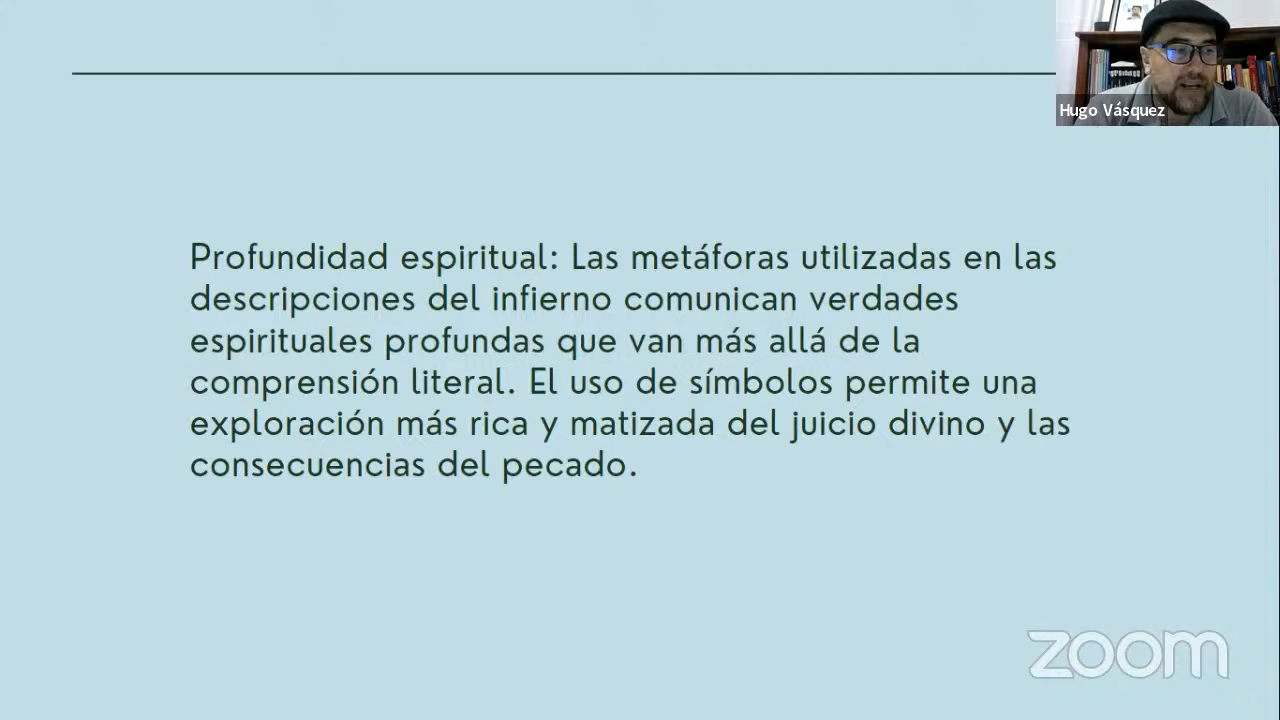 Hugo Vásquez
Profundidad espiritual: Las metáforas utilizadas en las
descripciones del infierno comunican verdades
espirituales profundas que van más allá de la
comprensión literal. El uso de símbolos permite una
exploración más rica y matizada del juicio divino y las
consecuencias del pecado.
zoom